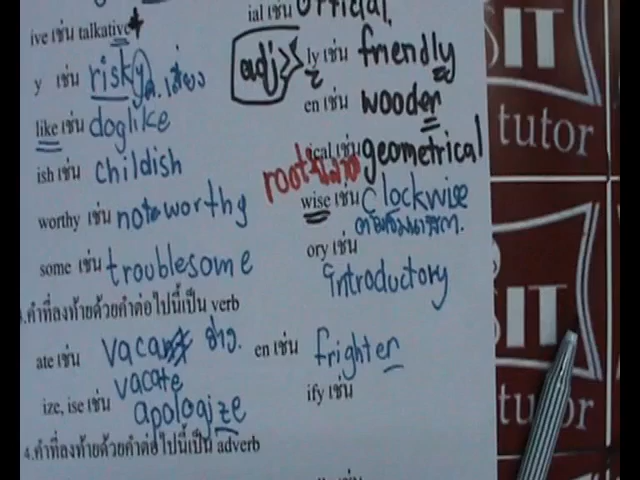 ive เช่น talkative
ial เช่น official
adj
ly เช่น friendly
y เช่น risky
en เช่น wooden
like เช่น doglike
ical เช่น geometrical
ish เช่น childish
root
wise เช่น clockwise
worthy เช่น noteworthy
ory เช่น
introductory
some เช่น troublesome
.คำที่ลงท้ายด้วยคำต่อไปนี้เป็น verb
ate เช่น
vacate
en เช่น frighten
ize, ise เช่น apologize
ify เช่น
4.คำที่ลงท้ายด้วยคำต่อไปนี้เป็น adverb
SIT
tutor
SIT
tutor